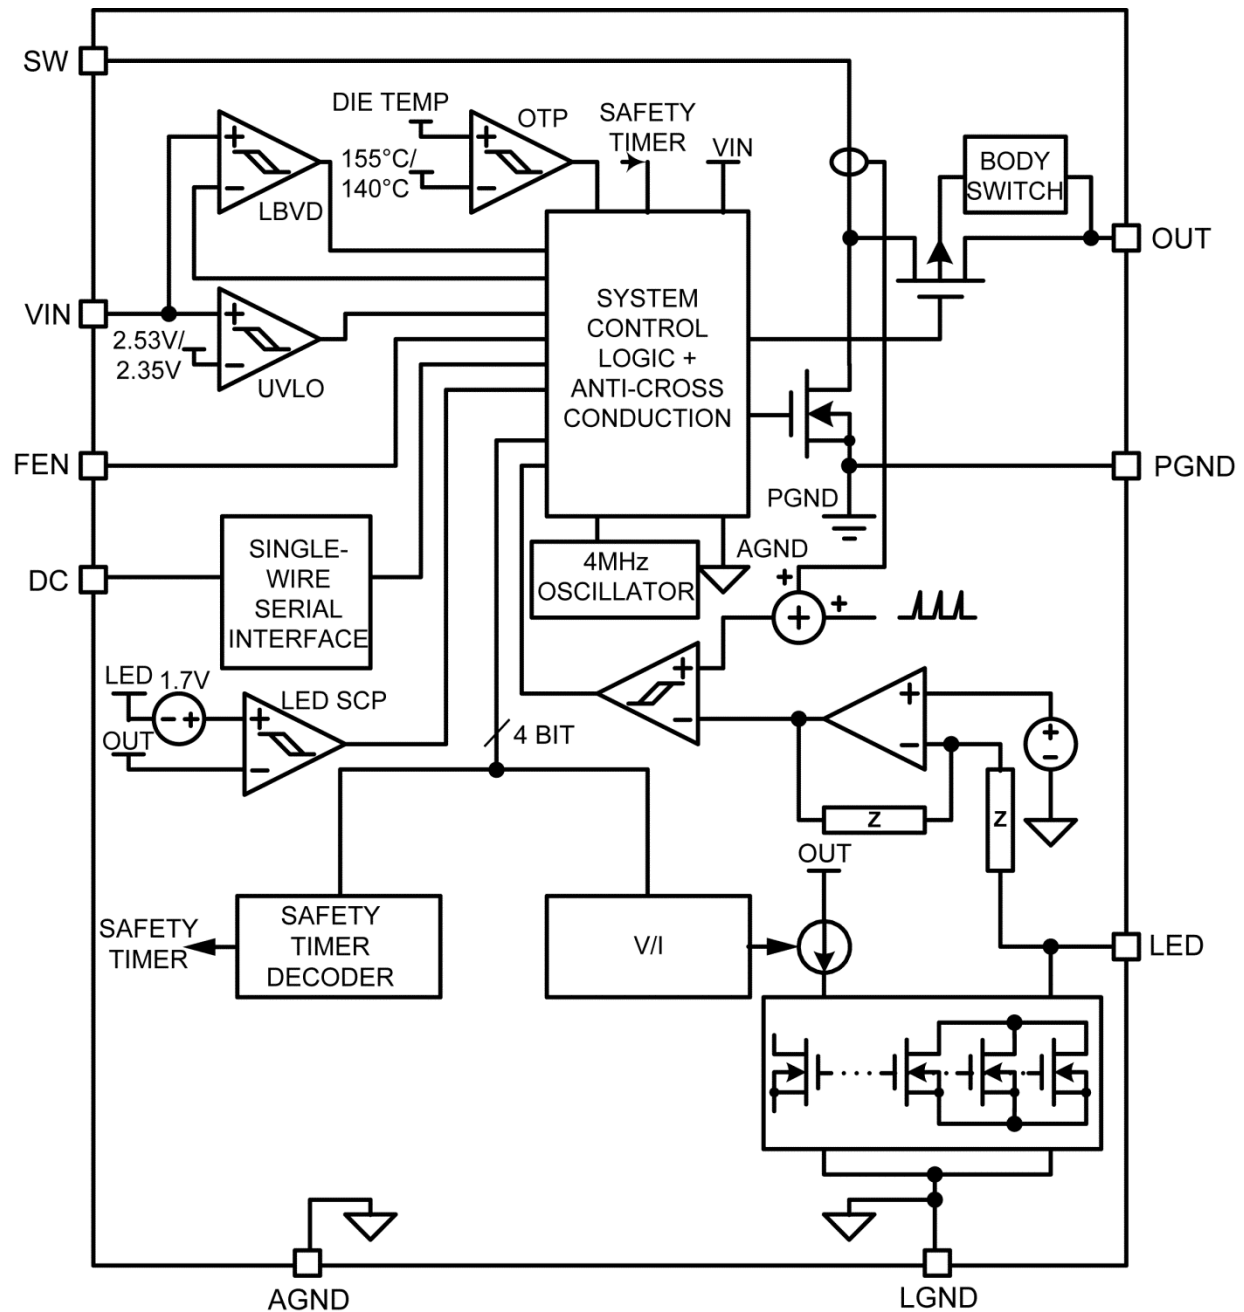 SW
DIE TEMP
OTP
SAFETY
TIMER
VIN
+
+
155°C/
140°C
−
−
LBVD
BODY
SWITCH
OUT
VIN
+
2.53V/
2.35V
−
UVLO
SYSTEM
CONTROL
LOGIC +
ANTI-CROSS
CONDUCTION
FEN
PGND
PGND
SINGLE-
WIRE
SERIAL
INTERFACE
DC
4MHz
OSCILLATOR
AGND
+
+
+
LED
1.7V
LED SCP
− +
+
OUT
−
4 BIT
+
−
+
−
+
−
Z
Z
OUT
SAFETY
TIMER
SAFETY
TIMER
DECODER
V/I
LED
AGND
LGND